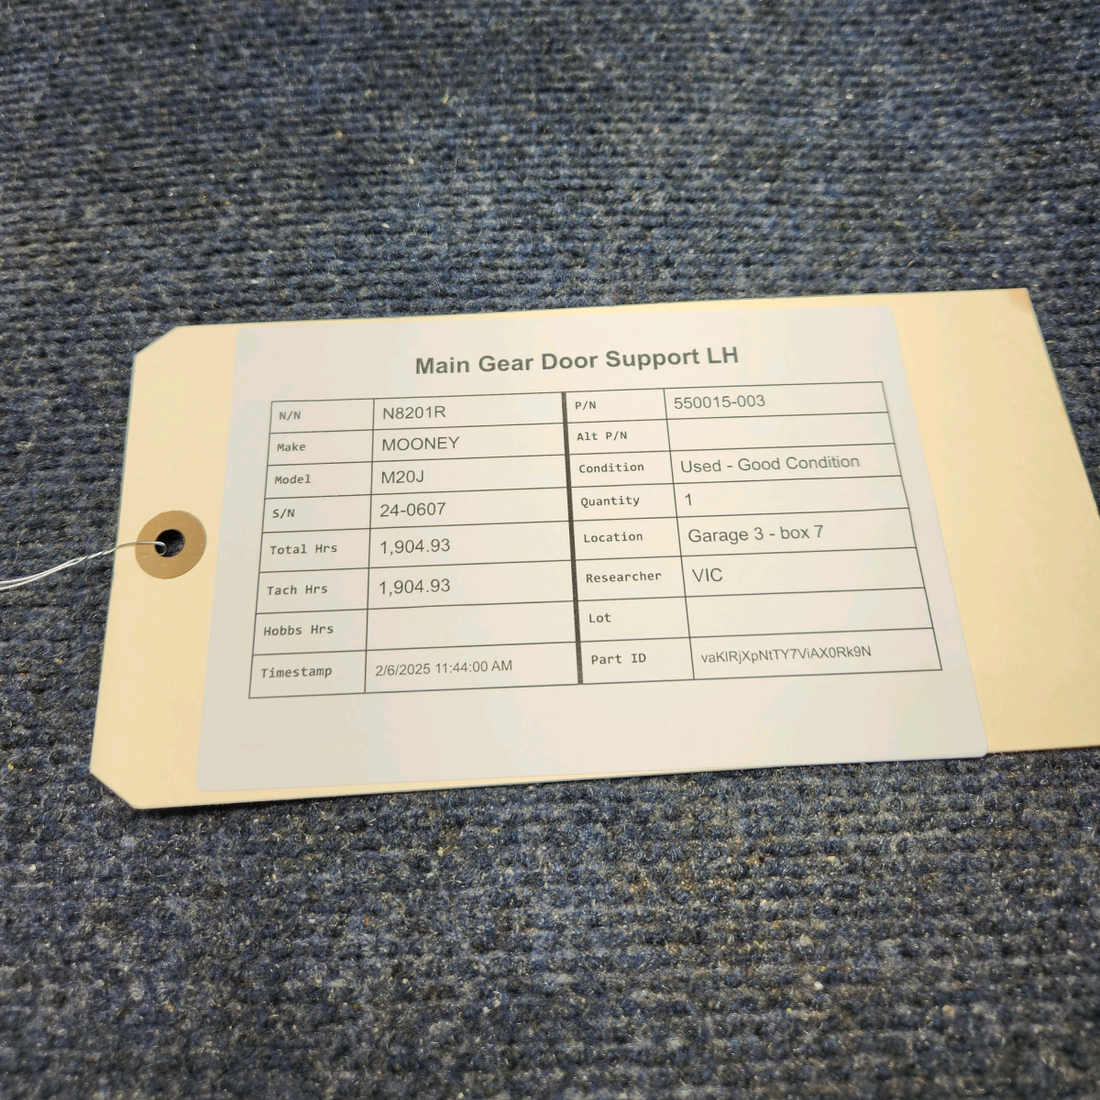 Main Gear Door Support LH
N/N N8201R P/N 550015-003
Make MOONEY Alt P/N
Model M20J Condition Used - Good Condition
S/N 24-0607 Quantity 1
Total Hrs 1,904.93 Location Garage 3 - box 7
Tach Hrs 1,904.93 Researcher VIC
Hobbs Hrs Lot
Timestamp 2/6/2025 11:44:00 AM Part ID vaKlRjXpNtTY7ViAX0Rk9N